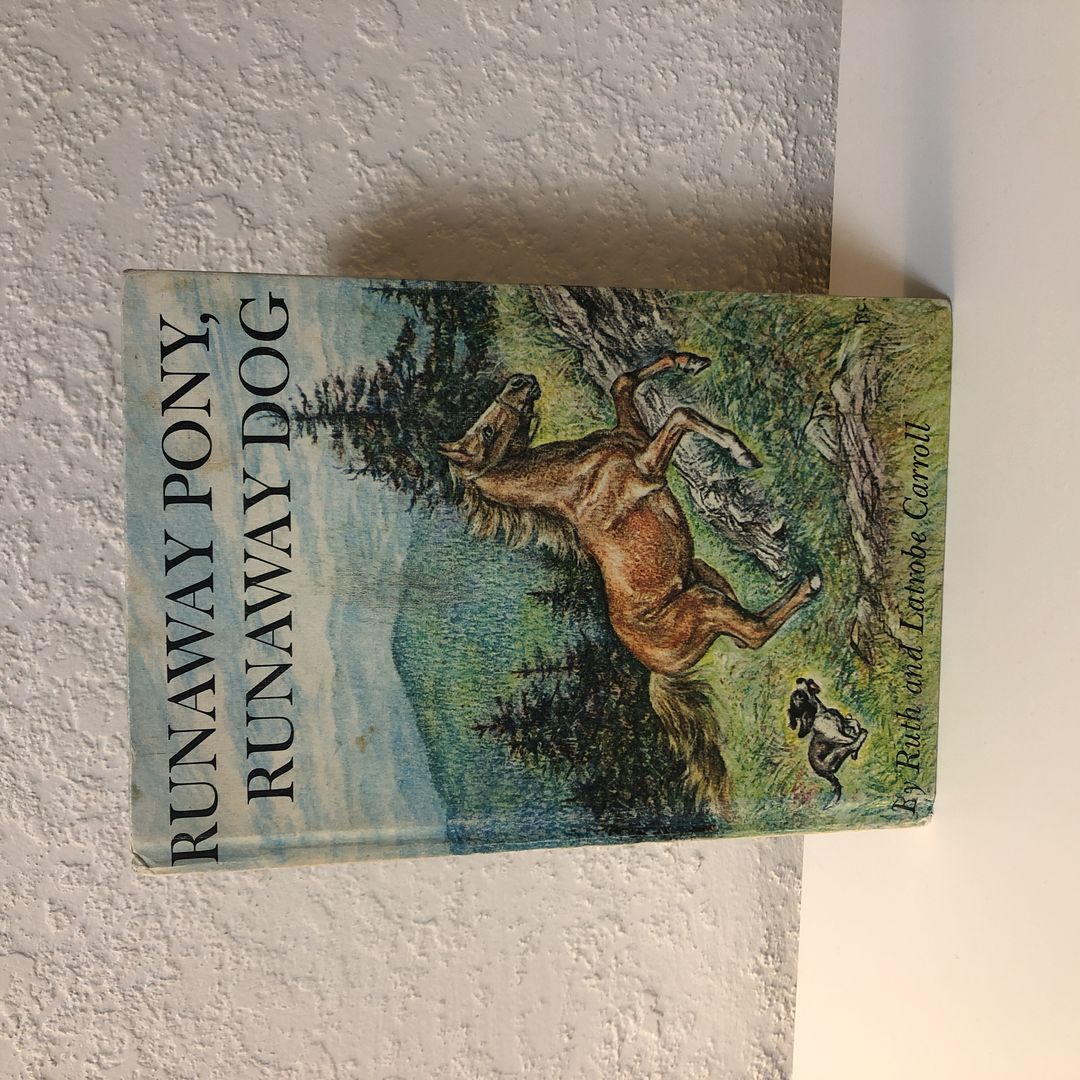 RUNAWAY PONY,
RUNAWAY DOG
By Ruth and Latrobe Carroll